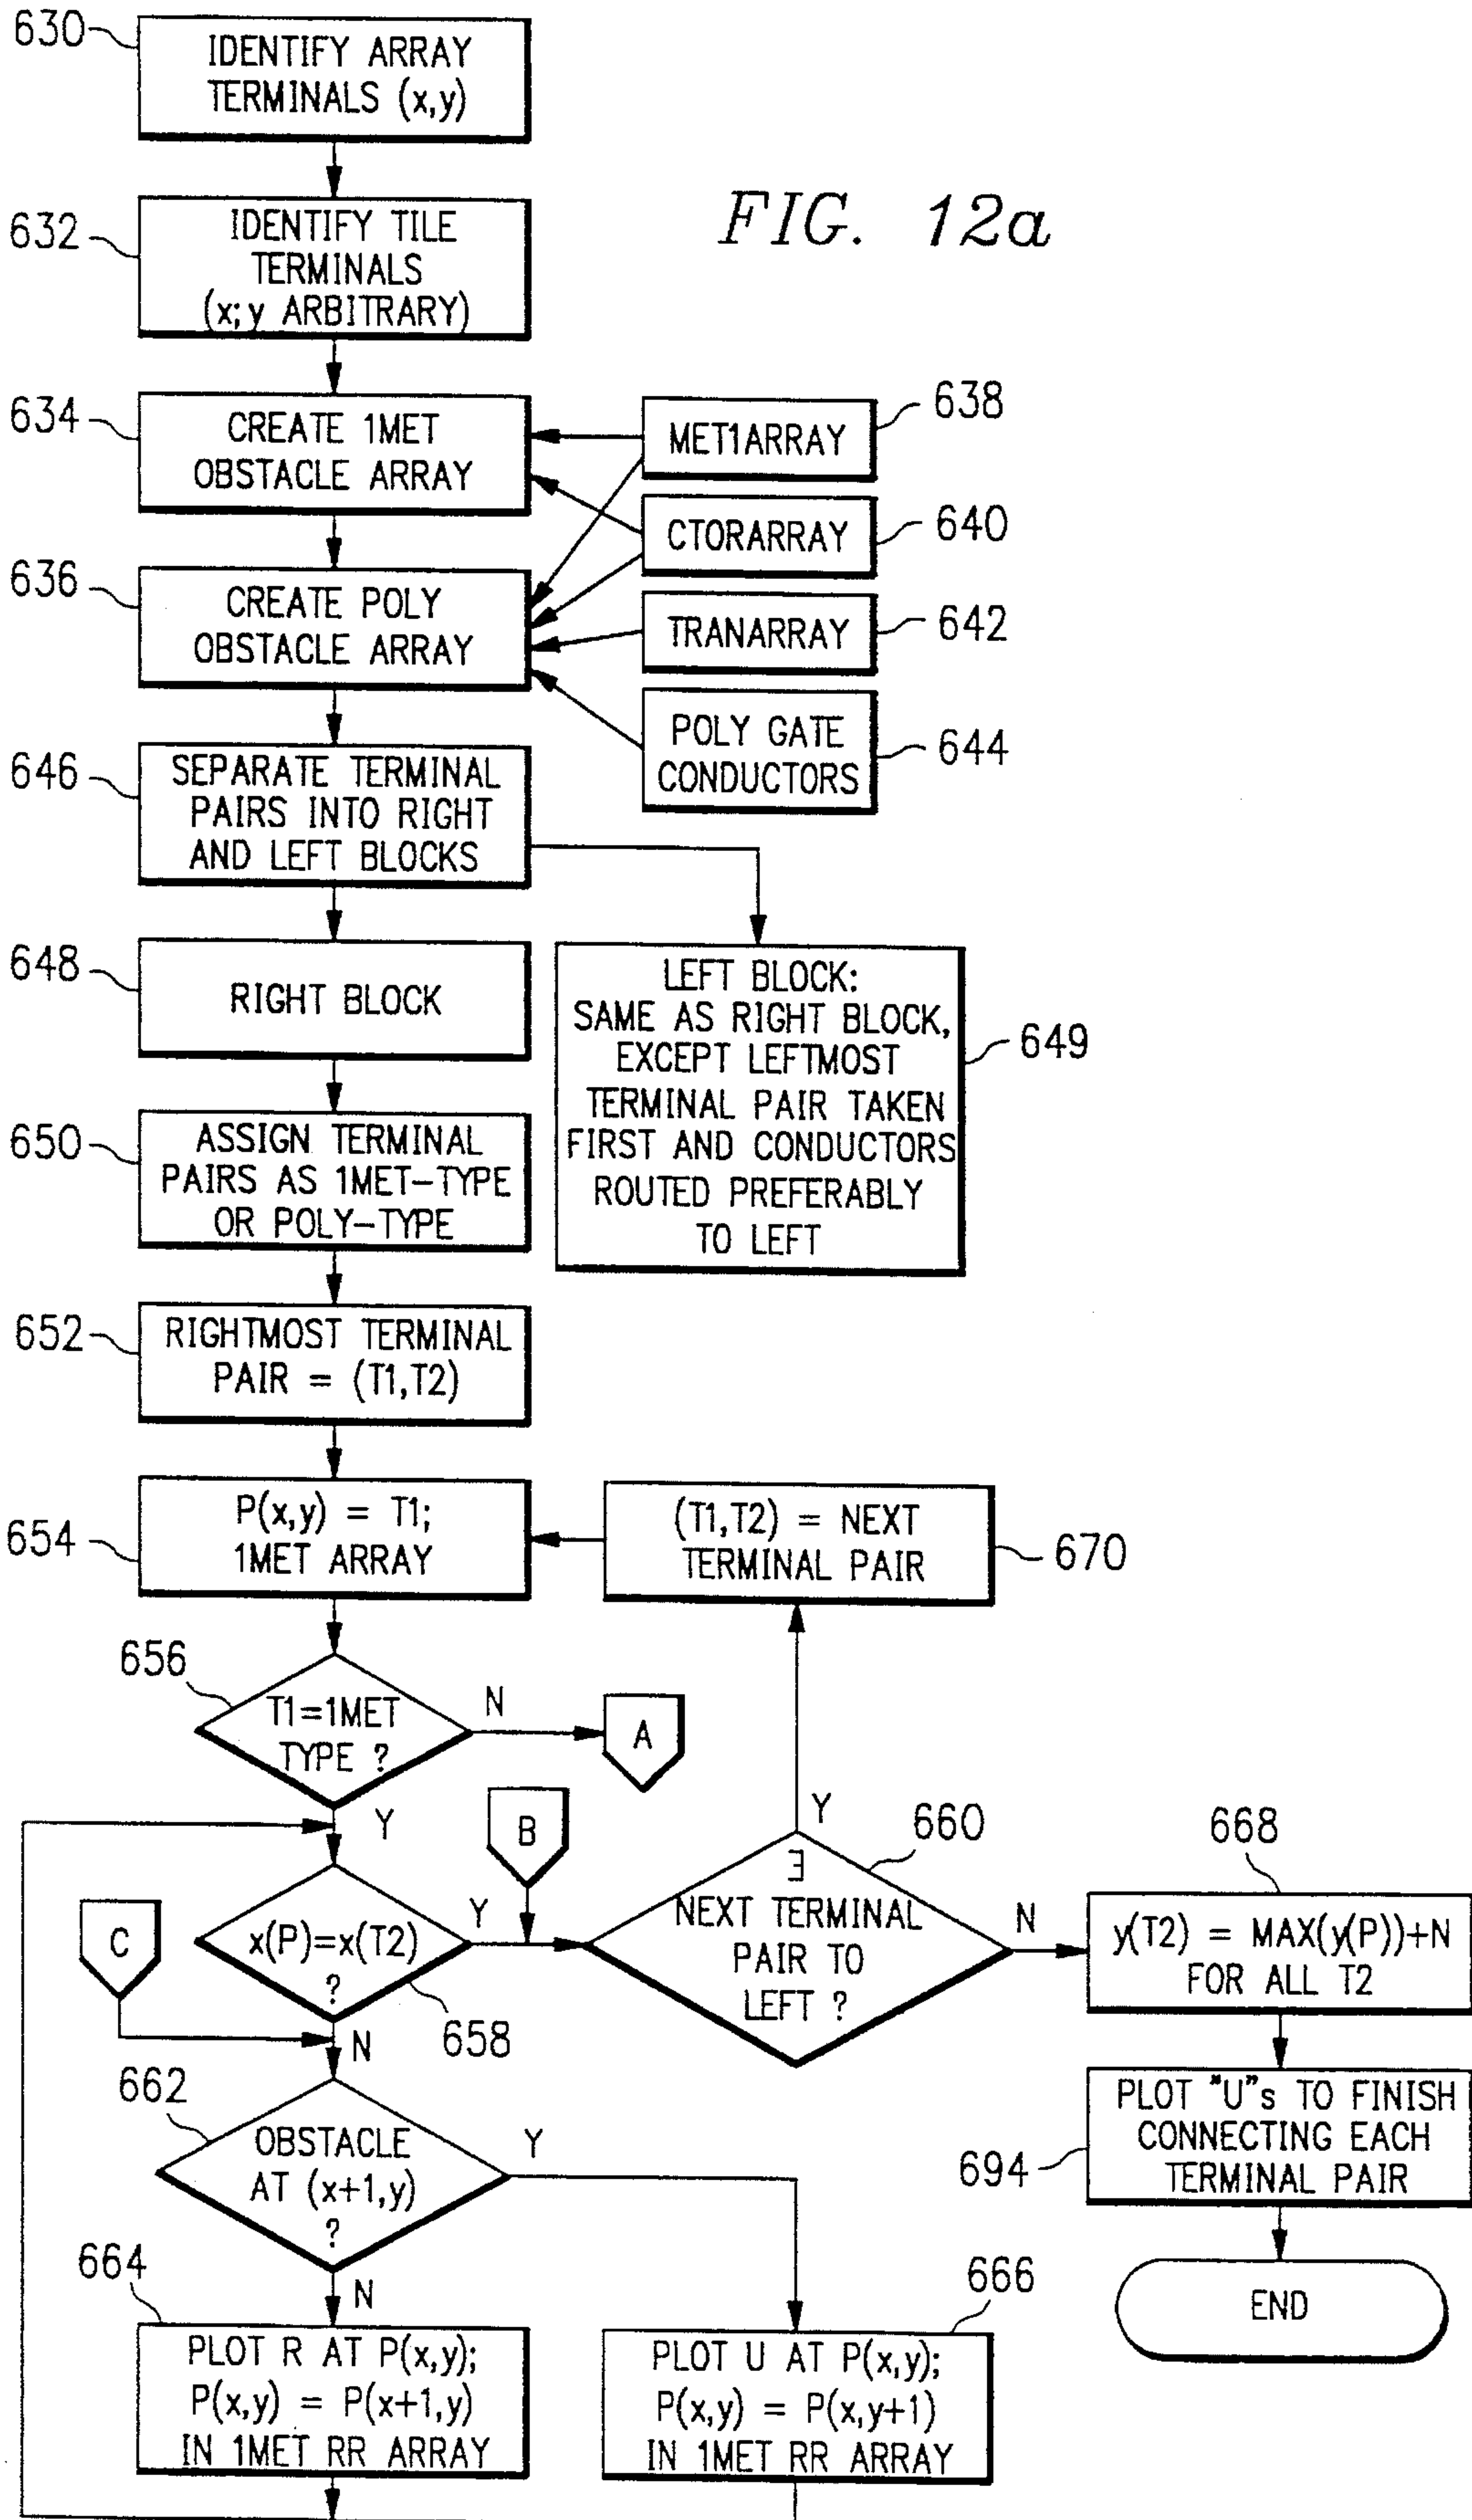 630
IDENTIFY ARRAY
TERMINALS (x,y)
FIG. 12a
632
IDENTIFY TILE
TERMINALS
(x; y ARBITRARY)
634
CREATE 1MET
OBSTACLE ARRAY
MET1ARRAY
638
CTORARRAY
640
636
CREATE POLY
OBSTACLE ARRAY
TRANARRAY
642
POLY GATE
CONDUCTORS
644
646
SEPARATE TERMINAL
PAIRS INTO RIGHT
AND LEFT BLOCKS
648
RIGHT BLOCK
LEFT BLOCK:
SAME AS RIGHT BLOCK,
EXCEPT LEFTMOST
TERMINAL PAIR TAKEN
FIRST AND CONDUCTORS
ROUTED PREFERABLY
TO LEFT
649
650
ASSIGN TERMINAL
PAIRS AS 1MET-TYPE
OR POLY-TYPE
652
RIGHTMOST TERMINAL
PAIR = (T1,T2)
654
P(x,y) = T1;
1MET ARRAY
(T1,T2) = NEXT
TERMINAL PAIR
670
656
T1=1MET
TYPE ?
N
A
Y
B
Y
660
C
x(P)=x(T2)
?
Y
658
N
∃
NEXT TERMINAL
PAIR TO
LEFT ?
N
668
y(T2) = MAX(y(P))+N
FOR ALL T2
662
OBSTACLE
AT (x+1,y)
?
Y
N
694
PLOT "U"s TO FINISH
CONNECTING EACH
TERMINAL PAIR
END
664
PLOT R AT P(x,y);
P(x,y) = P(x+1,y)
IN 1MET RR ARRAY
666
PLOT U AT P(x,y);
P(x,y) = P(x,y+1)
IN 1MET RR ARRAY